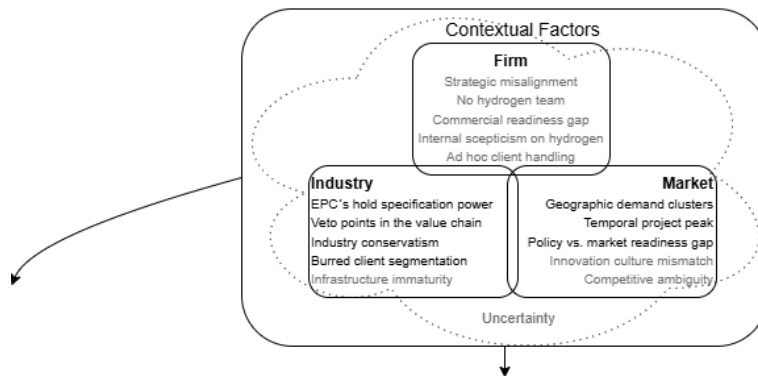 Contextual Factors
Firm
Strategic misalignment
No hydrogen team
Commercial readiness gap
Internal scepticism on hydrogen
Ad hoc client handling
Industry
EPC´s hold specification power
Veto points in the value chain
Industry conservatism
Burred client segmentation
Infrastructure immaturity
Market
Geographic demand clusters
Temporal project peak
Policy vs. market readiness gap
Innovation culture mismatch
Competitive ambiguity
Uncertainty